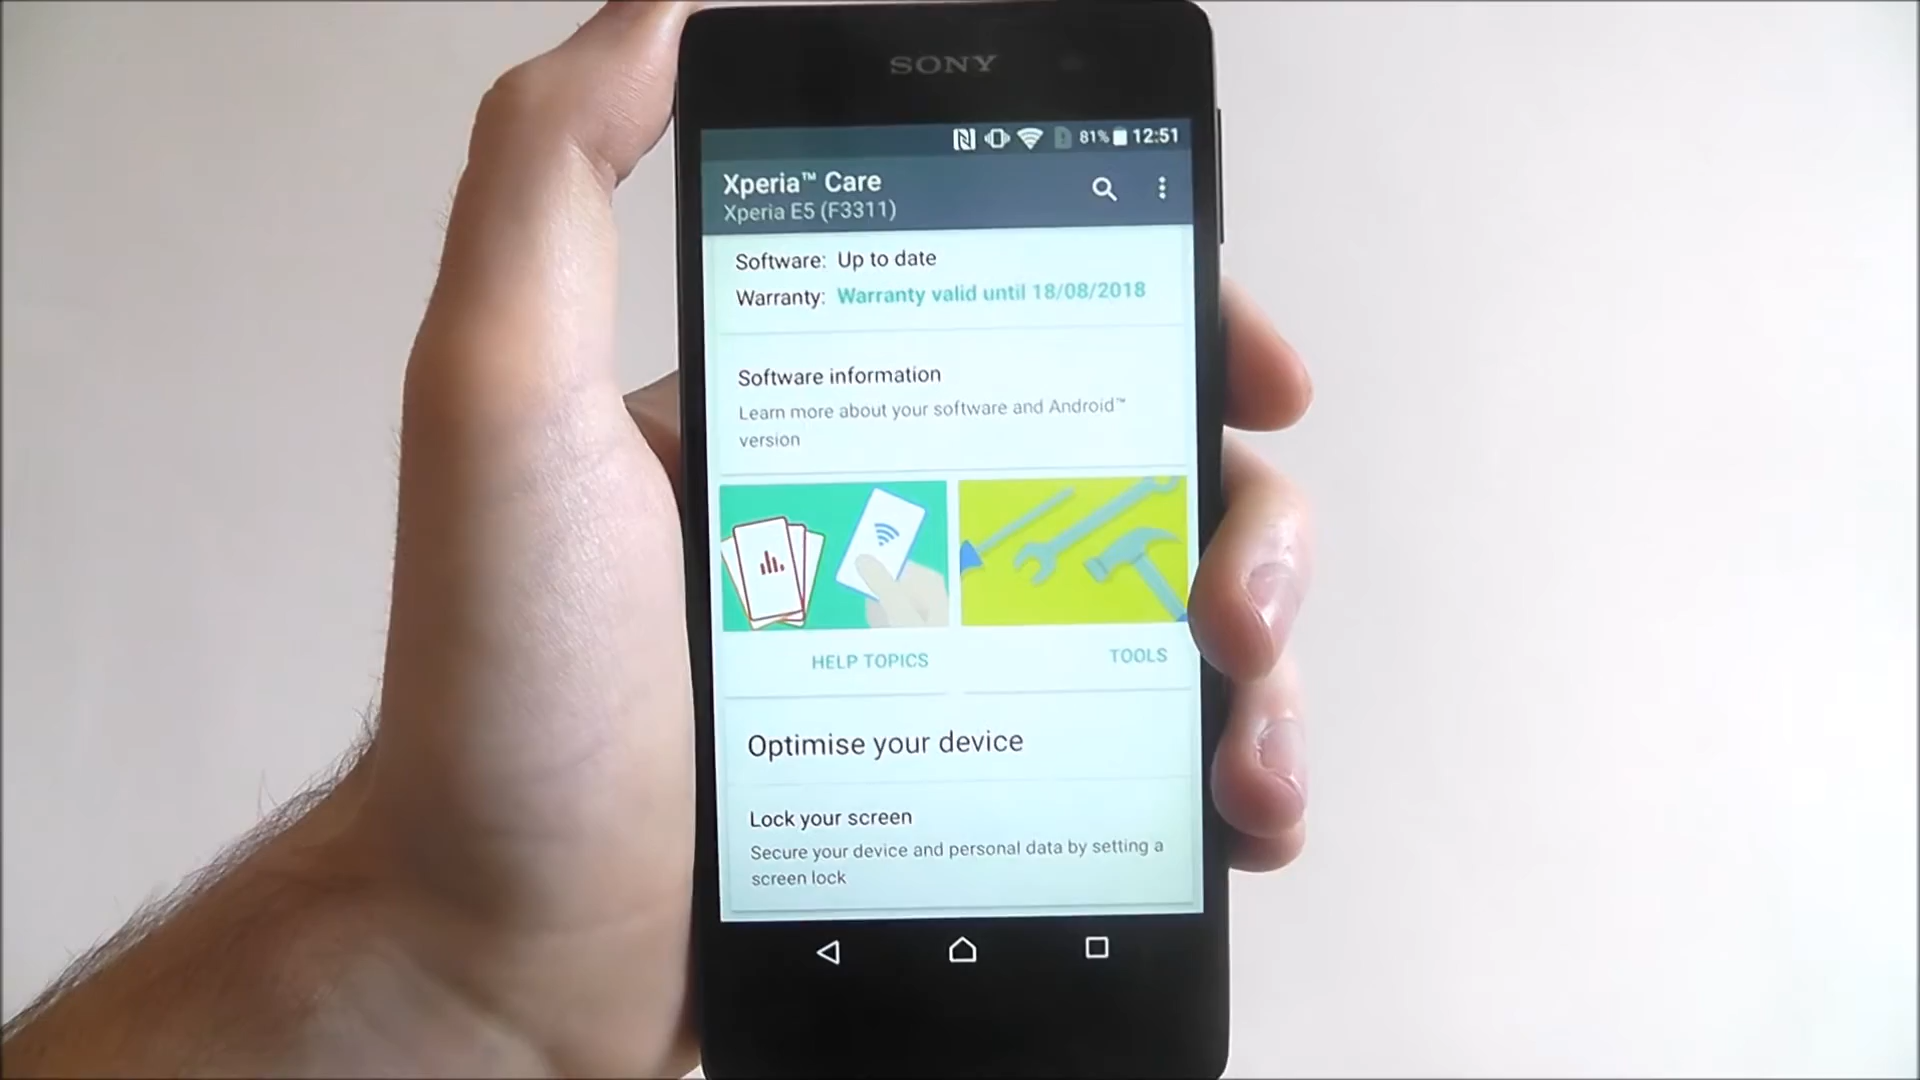 SONY
81% 12:51
Xperia™ Care
Xperia E5 (F3311)
Software: Up to date
Warranty: Warranty valid until 18/08/2018
Software information
Learn more about your software and Android™
version
HELP TOPICS
TOOLS
Optimise your device
Lock your screen
Secure your device and personal data by setting a
screen lock